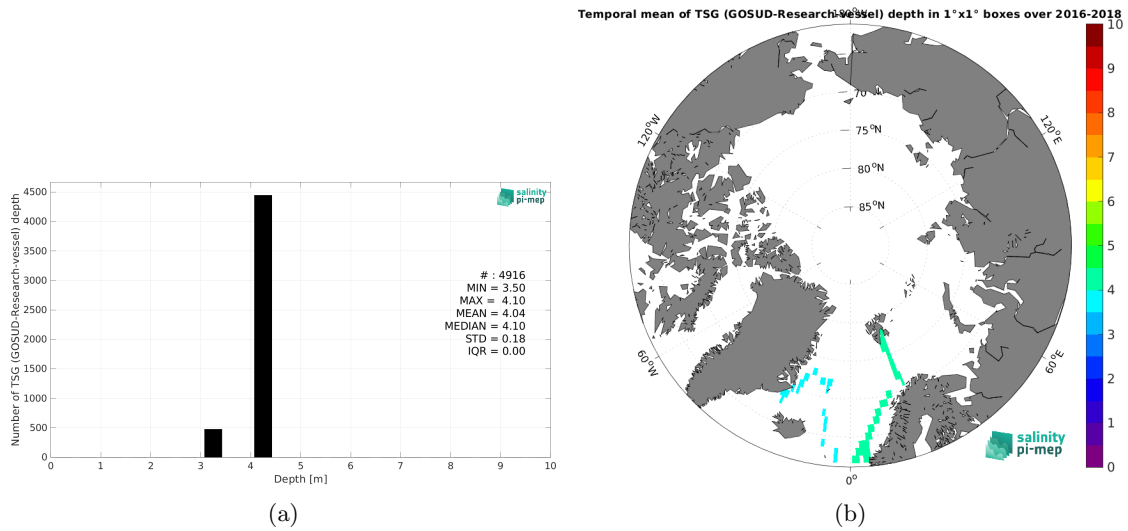 Temporal mean of TSG (GOSUD-Research-vessel) depth in 1°x1° boxes over 2016-2018
180°W
70
75°N
80°N
85°N
120°W
120°E
60°W
60°E
0°
10
9
8
7
6
5
4
3
2
1
0
salinity
pi-mep
Number of TSG (GOSUD-Research-vessel) depth
4500
4000
3500
3000
2500
2000
1500
1000
500
0
salinity
pi-mep
# : 4916
MIN = 3.50
MAX = 4.10
MEAN = 4.04
MEDIAN = 4.10
STD = 0.18
IQR = 0.00
0 1 2 3 4 5 6 7 8 9 10
Depth [m]
(a)
(b)